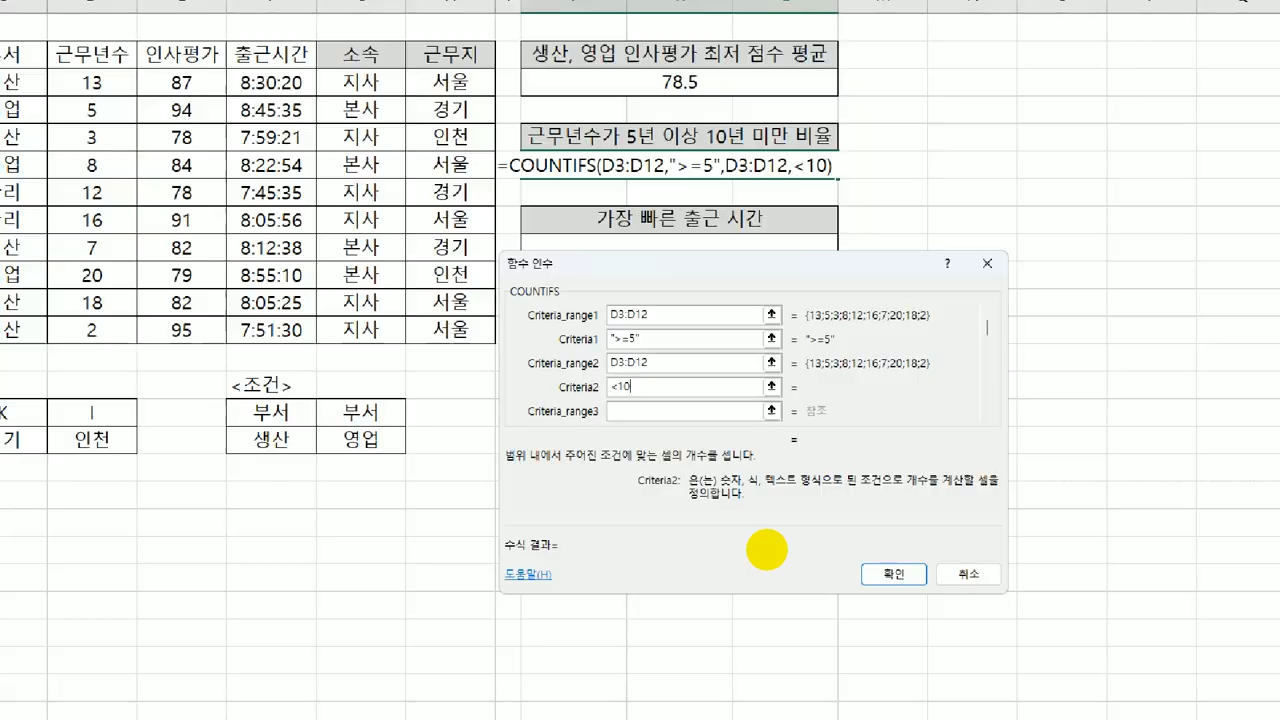 서 근무년수 인사평가 출근시간 소속 근무지
산 13 87 8:30:20 지사 서울
업 5 94 8:45:35 본사 경기
산 3 78 7:59:21 지사 인천
업 8 84 8:22:54 본사 서울
리 12 78 7:45:35 지사 경기
리 16 91 8:05:56 지사 서울
산 7 82 8:12:38 본사 경기
업 20 79 8:55:10 본사 인천
산 18 82 8:05:25 지사 서울
산 2 95 7:51:30 지사 서울
생산, 영업 인사평가 최저 점수 평균
78.5
근무년수가 5년 이상 10년 미만 비율
=COUNTIFS(D3:D12,">=5",D3:D12,<10)
가장 빠른 출근 시간
<조건>
K I 부서 부서
기 인천 생산 영업
함수 인수 ?
COUNTIFS
Criteria_range1 D3:D12 = {13;5;3;8;12;16;7;20;18;2}
Criteria1 ">=5" = ">=5"
Criteria_range2 D3:D12 = {13;5;3;8;12;16;7;20;18;2}
Criteria2 <10 =
Criteria_range3 = 참조
=
범위 내에서 주어진 조건에 맞는 셀의 개수를 셉니다.
Criteria2: 은(는) 숫자, 식, 텍스트 형식으로 된 조건으로 개수를 계산할 셀을
정의합니다.
수식 결과=
도움말(H) 확인 취소